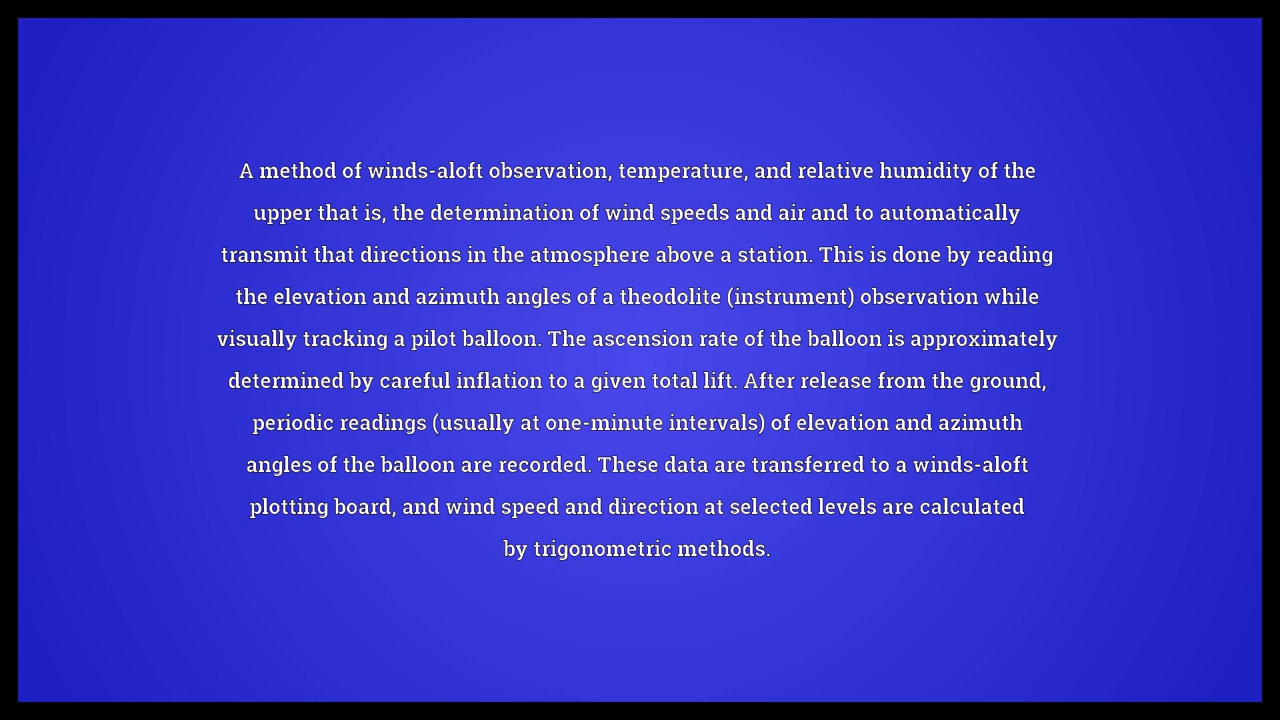 A method of winds-aloft observation, temperature, and relative humidity of the
upper that is, the determination of wind speeds and air and to automatically
transmit that directions in the atmosphere above a station. This is done by reading
the elevation and azimuth angles of a theodolite (instrument) observation while
visually tracking a pilot balloon. The ascension rate of the balloon is approximately
determined by careful inflation to a given total lift. After release from the ground,
periodic readings (usually at one-minute intervals) of elevation and azimuth
angles of the balloon are recorded. These data are transferred to a winds-aloft
plotting board, and wind speed and direction at selected levels are calculated
by trigonometric methods.